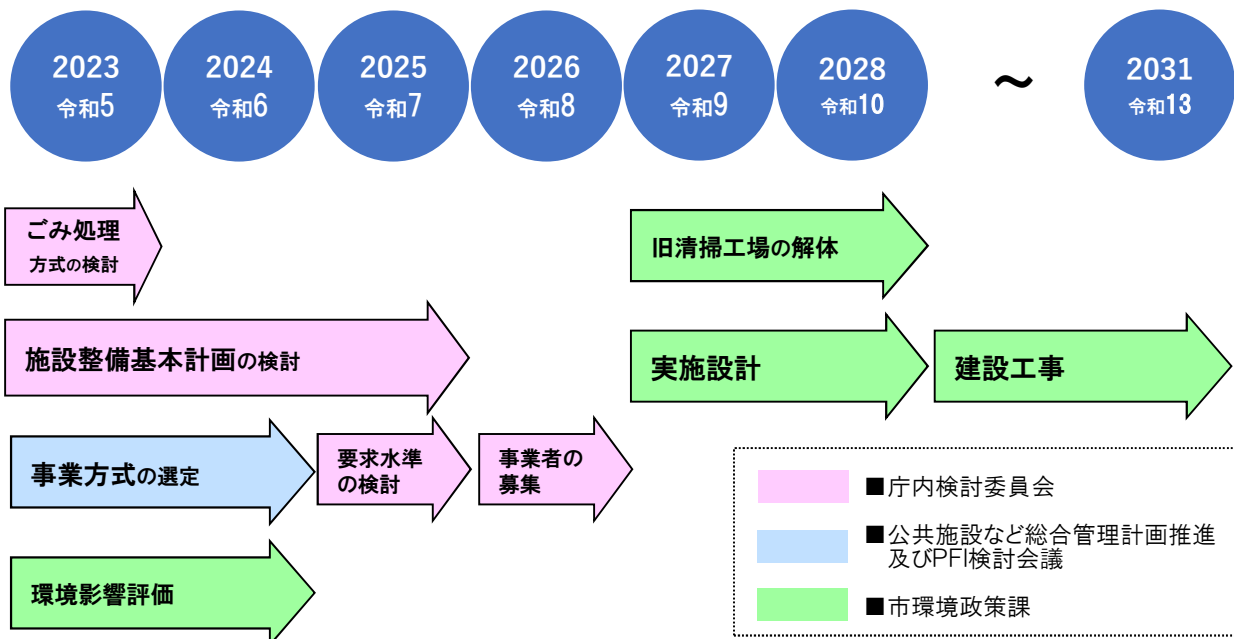 2023
令和5
2024
令和6
2025
令和7
2026
令和8
2027
令和9
2028
令和10
～
2031
令和13
ごみ処理
方式の検討
旧清掃工場の解体
施設整備基本計画の検討
実施設計
建設工事
事業方式の選定
要求水準
の検討
事業者の
募集
環境影響評価
■庁内検討委員会
■公共施設など総合管理計画推進
及びPFI検討会議
■市環境政策課